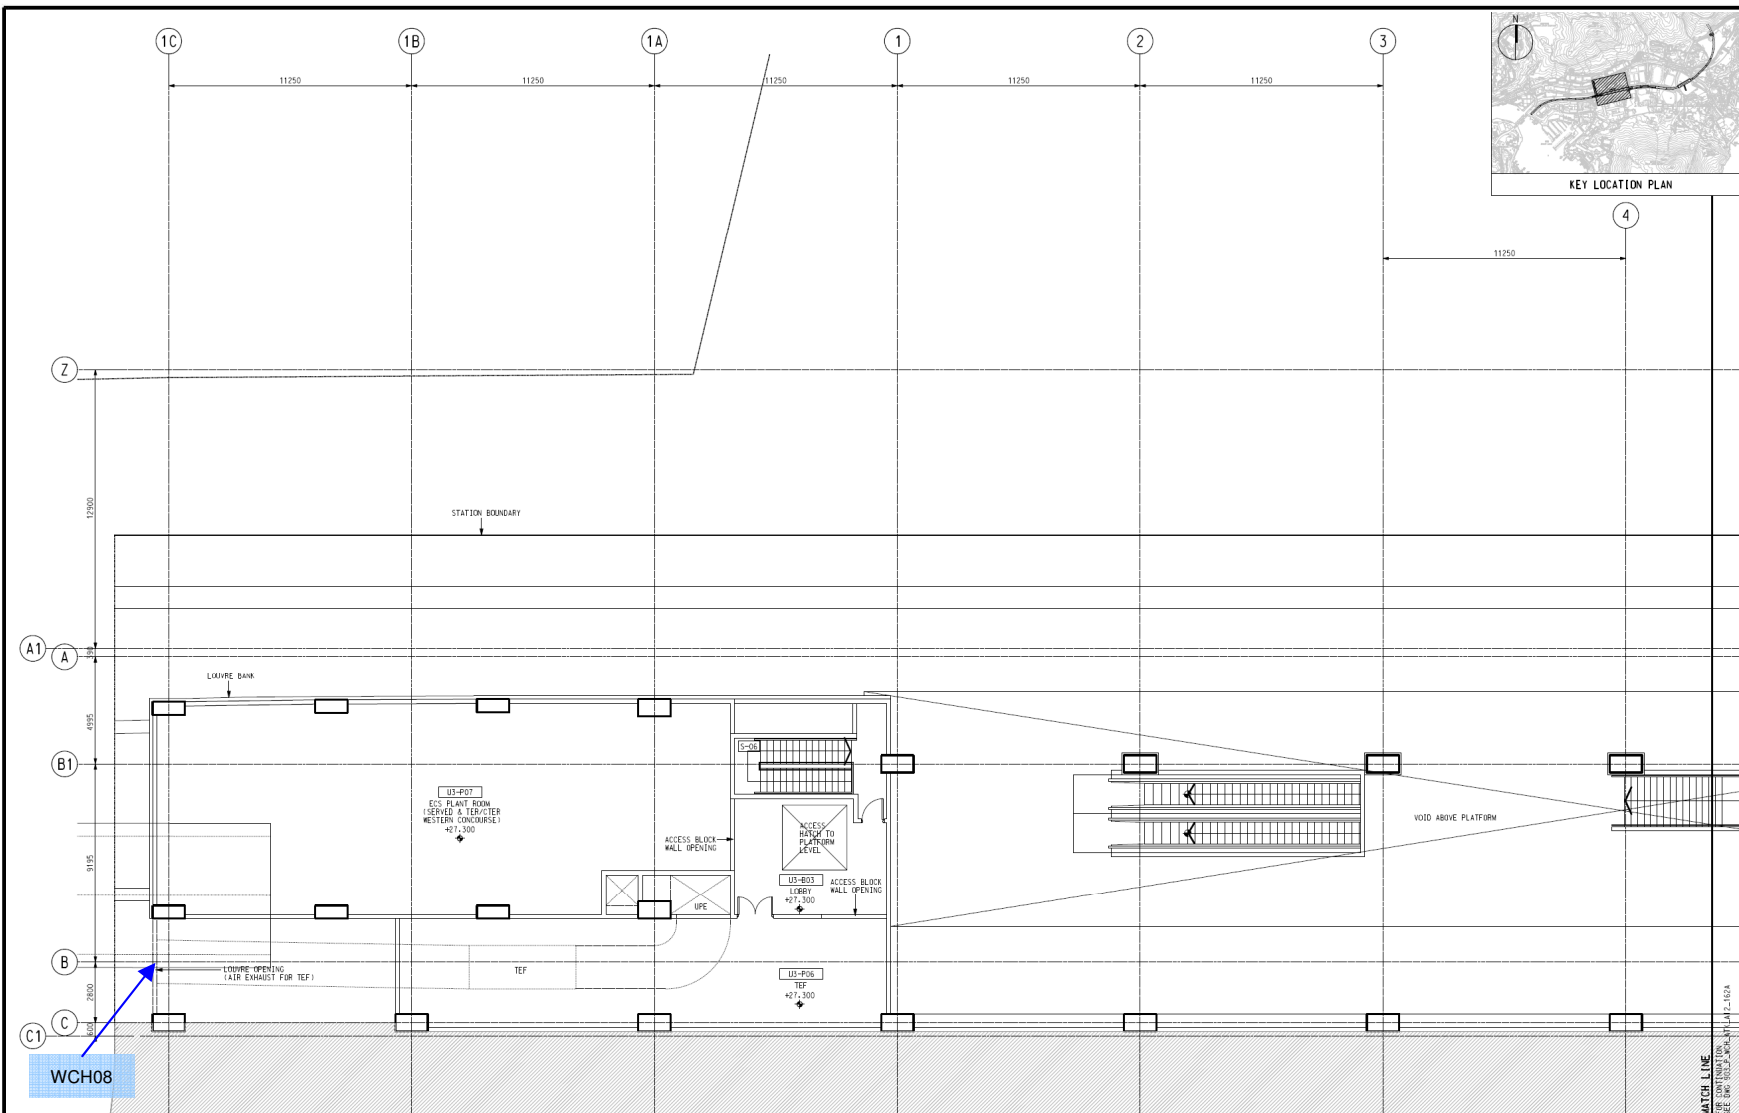 1C
1B
1A
1
2
3
N
11250
11250
11250
11250
11250
KEY LOCATION PLAN
4
11250
Z
12900
STATION BOUNDARY
A1
A
LOUVRE BANK
4995
S-06
B1
U3-P07
ECS PLANT ROOM
(SERVED & TER/CTER
WESTERN CONCOURSE)
+27.300
ACCESS
HATCH TO
PLATFORM
LEVEL
VOID ABOVE PLATFORM
ACCESS BLOCK
WALL OPENING
9195
U3-B03
LOBBY
+27.300
ACCESS BLOCK
WALL OPENING
UPE
B
LOUVRE OPENING
(AIR EXHAUST FOR TEF)
TEF
U3-P06
TEF
+27.300
2800
C
600
C1
WCH08
MATCH LINE
FOR CONTINUATION